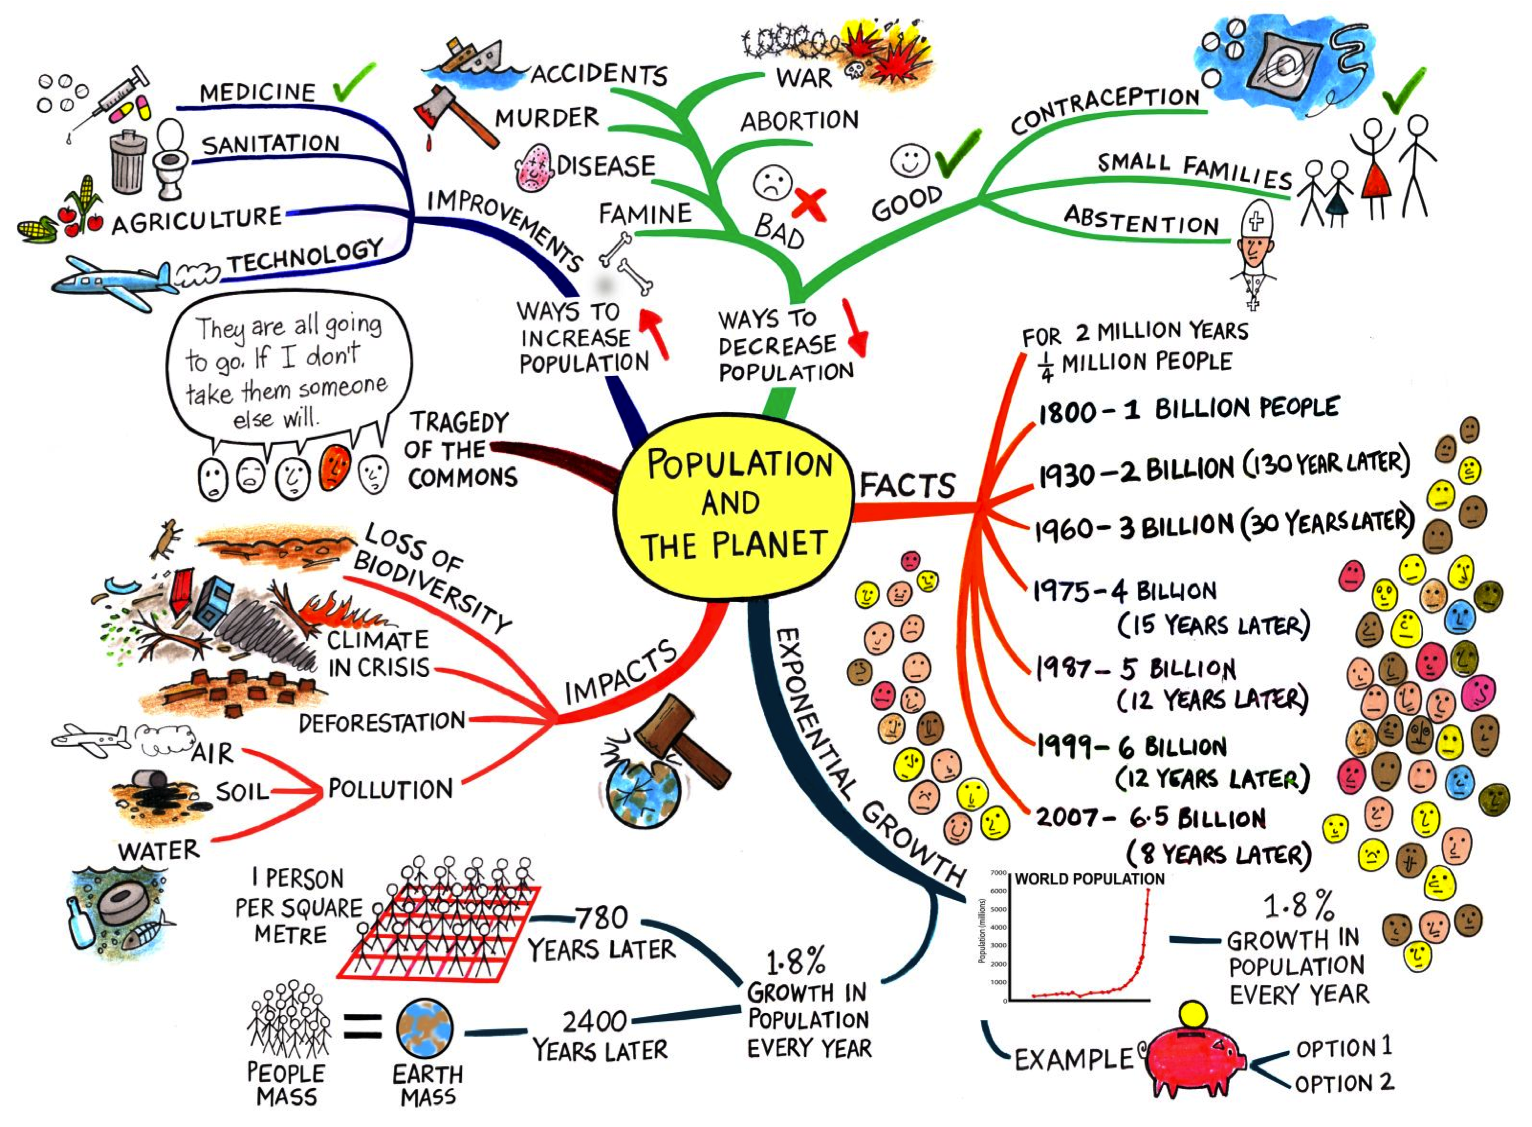 POPULATION
AND
THE PLANET
WAYS TO
INCREASE
POPULATION
IMPROVEMENTS
MEDICINE
SANITATION
AGRICULTURE
TECHNOLOGY
WAYS TO
DECREASE
POPULATION
BAD
ACCIDENTS
MURDER
DISEASE
FAMINE
WAR
ABORTION
GOOD
CONTRACEPTION
SMALL FAMILIES
ABSTENTION
FACTS
FOR 2 MILLION YEARS
1/4 MILLION PEOPLE
1800 - 1 BILLION PEOPLE
1930 - 2 BILLION (130 YEAR LATER)
1960 - 3 BILLION (30 YEARS LATER)
1975 - 4 BILLION
(15 YEARS LATER)
1987 - 5 BILLION
(12 YEARS LATER)
1999 - 6 BILLION
(12 YEARS LATER)
2007 - 6.5 BILLION
(8 YEARS LATER)
EXPONENTIAL GROWTH
WORLD POPULATION
Population (millions)
7000
6000
5000
4000
3000
2000
1000
0
1.8%
GROWTH IN
POPULATION
EVERY YEAR
EXAMPLE
OPTION 1
OPTION 2
1.8%
GROWTH IN
POPULATION
EVERY YEAR
780
YEARS LATER
1 PERSON
PER SQUARE
METRE
2400
YEARS LATER
PEOPLE
MASS
=
EARTH
MASS
IMPACTS
LOSS OF
BIODIVERSITY
CLIMATE
IN CRISIS
DEFORESTATION
POLLUTION
AIR
SOIL
WATER
TRAGEDY
OF THE
COMMONS
They are all going
to go. If I don't
take them someone
else will.